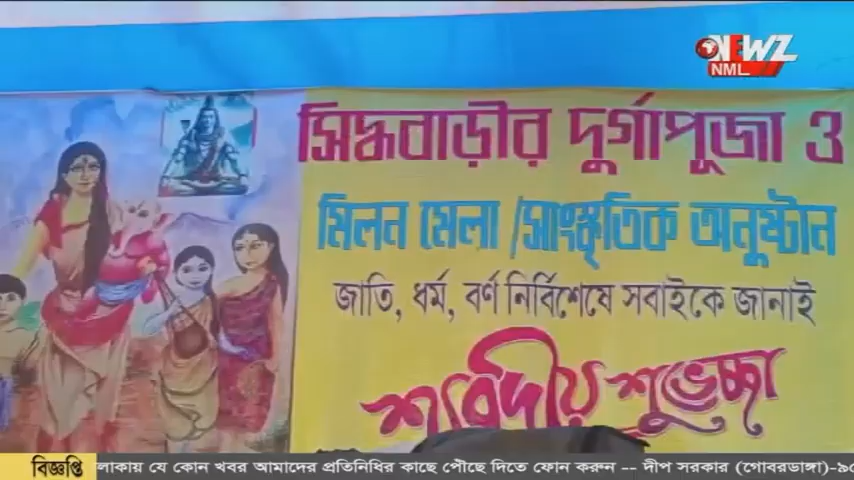 NEWZ
NML
সিদ্ধবাড়ীর দুর্গাপূজা ও
মিলন মেলা /সাংস্কৃতিক অনুষ্টান
জাতি, ধর্ম, বর্ণ নির্বিশেষে সবাইকে জানাই
শারদীয় শুভেচ্ছা
বিজ্ঞপ্তি লাকায় যে কোন খবর আমাদের প্রতিনিধির কাছে পৌছে দিতে ফোন করুন -- দীপ সরকার (গোবরডাঙ্গা)-৯